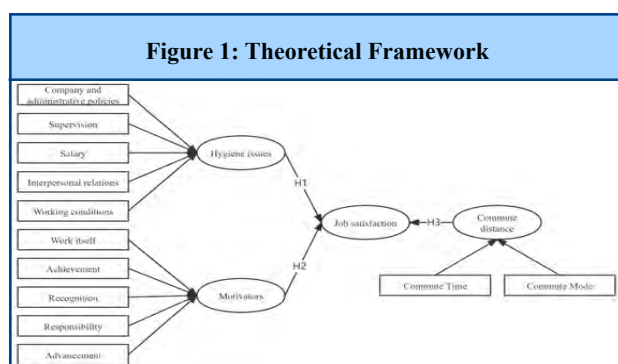 Figure 1: Theoretical Framework
Company and
administrative policies
Supervision
Salary
Interpersonal relations
Working conditions
Work itself
Achievement
Recognition
Responsibility
Advancement
Hygiene issues
Motivators
H1
H2
Job satisfaction
H3
Commute
distance
Commute Time
Commute Mode